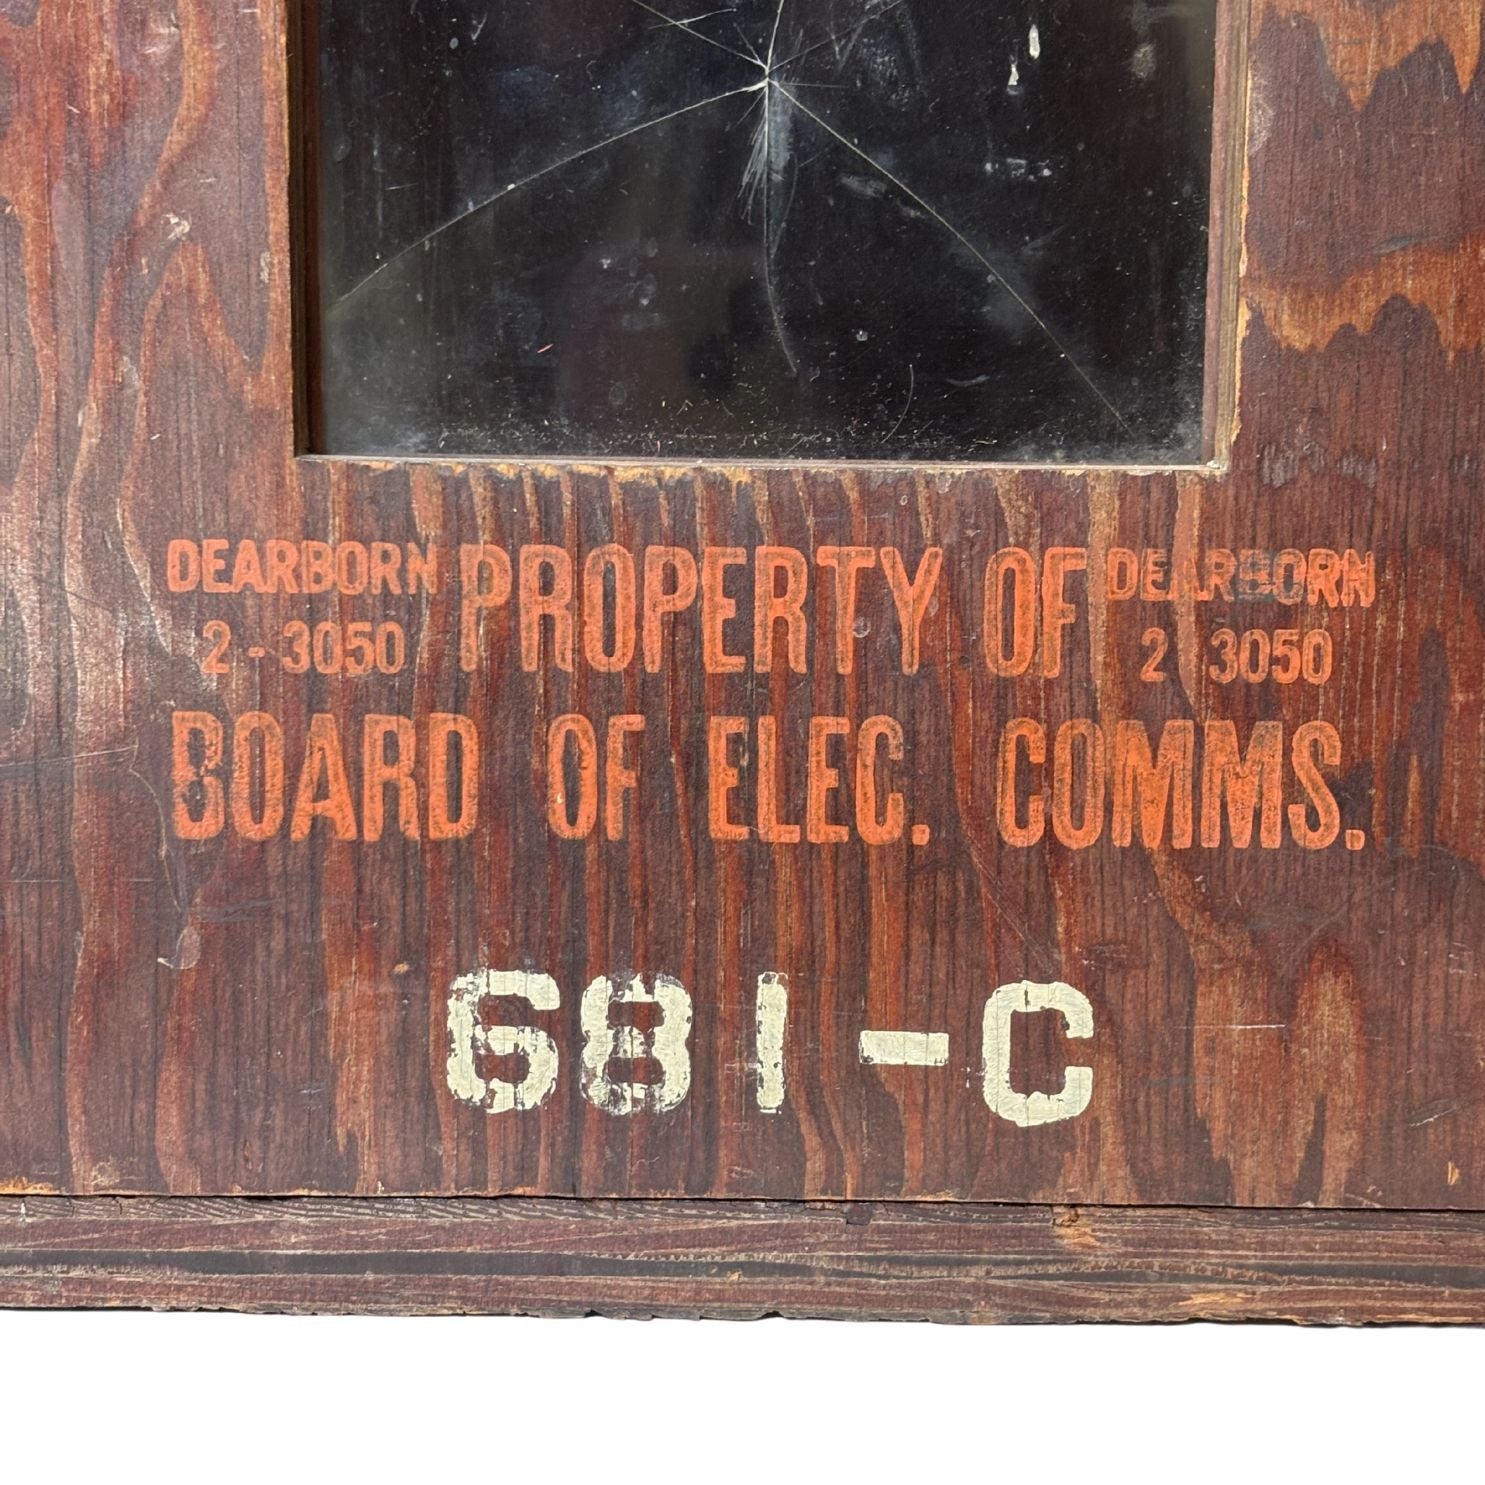 DEARBORN PROPERTY OF DEARBORN
2-3050 2 3050
BOARD OF ELEC. COMMS.
681-C